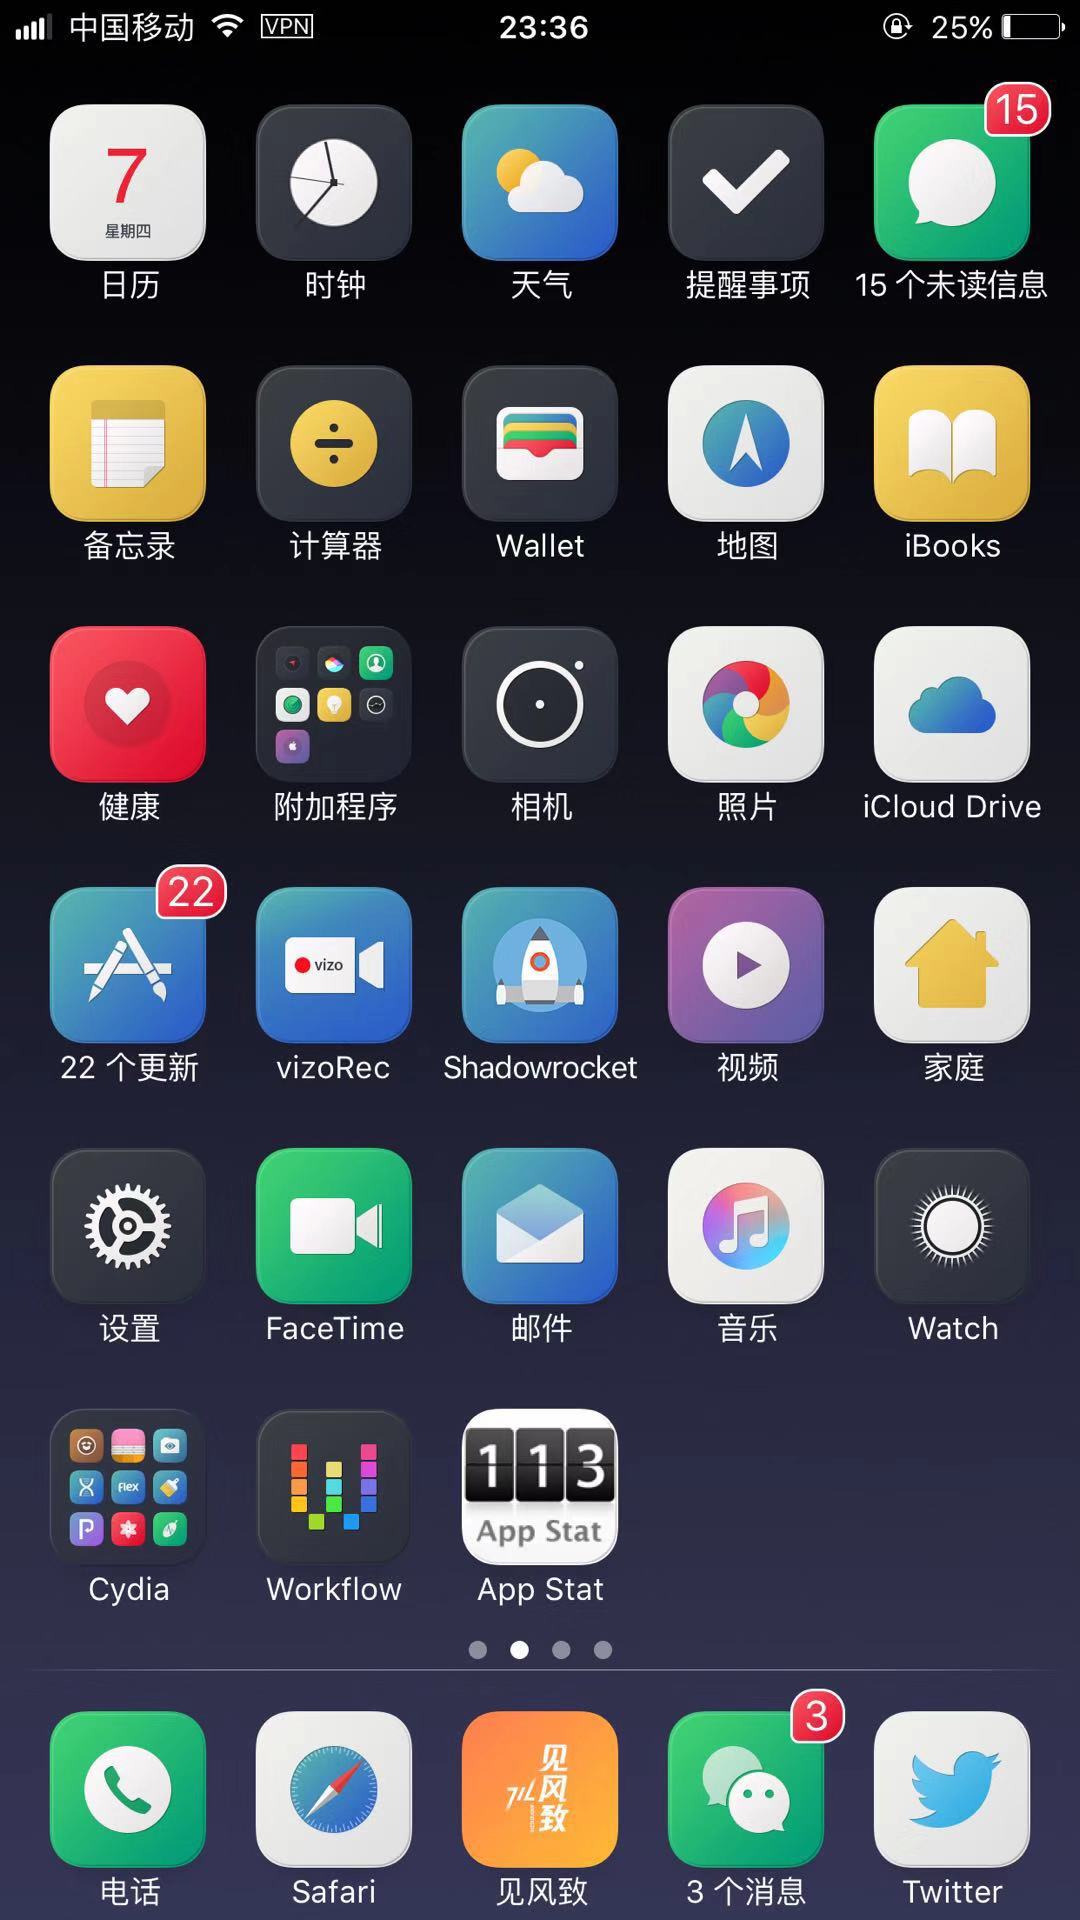 中国移动 VPN 23:36 25%
7
星期四
15
日历 时钟 天气 提醒事项 15 个未读信息
备忘录 计算器 Wallet 地图 iBooks
健康 附加程序 相机 照片 iCloud Drive
22
vizo
22 个更新 vizoRec Shadowrocket 视频 家庭
设置 FaceTime 邮件 音乐 Watch
flex
113
App Stat
Cydia Workflow App Stat
见风致
3
电话 Safari 见风致 3 个消息 Twitter